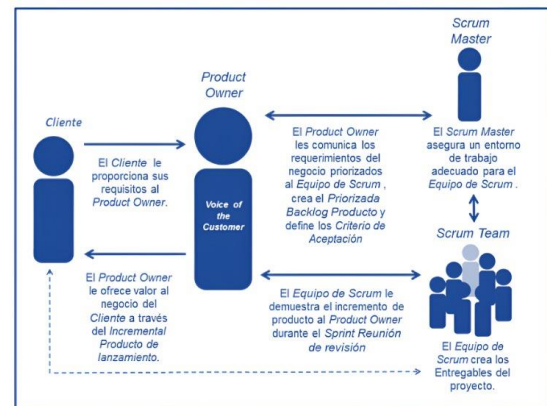 Scrum
Master
Product
Owner
Cliente
El Cliente le
proporciona sus
requisitos al
Product Owner.
Voice of
the
Customer
El Product Owner
les comunica los
requerimientos del
negocio priorizados
al Equipo de Scrum ,
crea el Priorizada
Backlog Producto y
define los Criterio de
Aceptación
El Scrum Master
asegura un entorno
de trabajo
adecuado para el
Equipo de Scrum .
Scrum Team
El Product Owner
le ofrece valor al
negocio del
Cliente a través
del Incremental
Producto de
lanzamiento.
El Equipo de Scrum le
demuestra el incremento de
producto al Product Owner
durante el Sprint Reunión
de revisión
El Equipo de
Scrum crea los
Entregables del
proyecto.